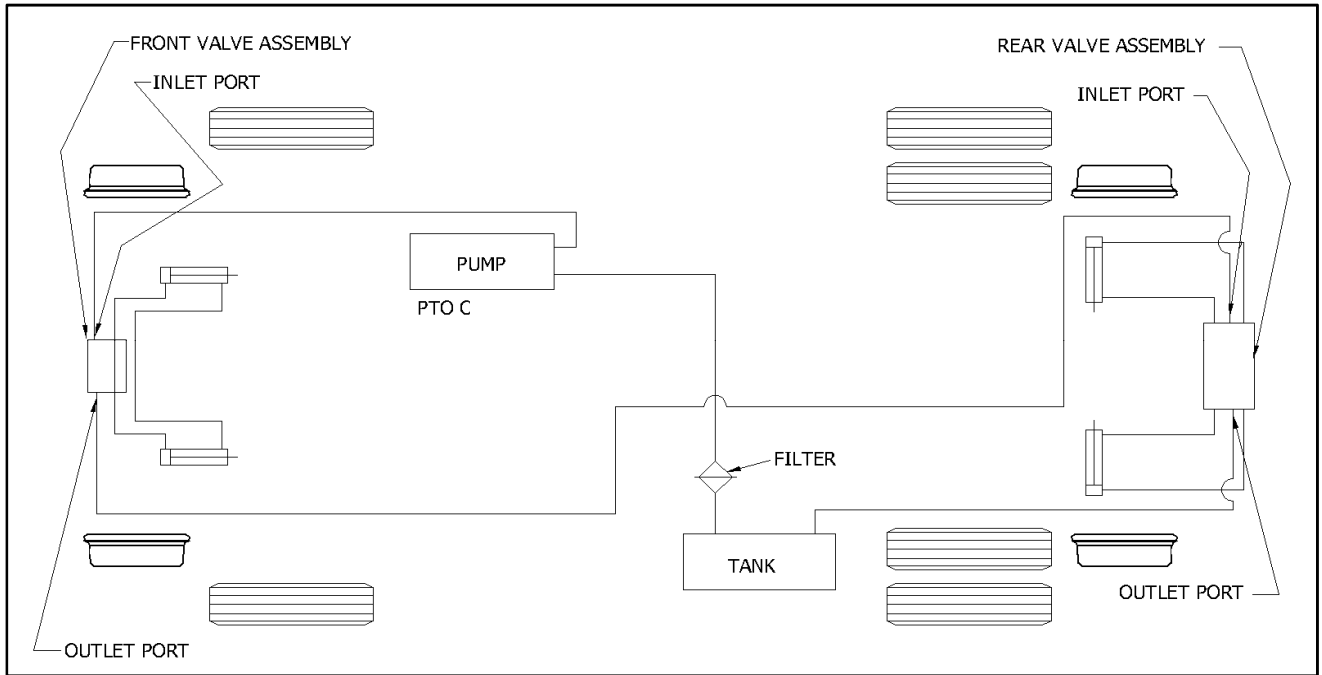 FRONT VALVE ASSEMBLY
REAR VALVE ASSEMBLY
INLET PORT
INLET PORT
PUMP
PTO C
FILTER
TANK
OUTLET PORT
OUTLET PORT